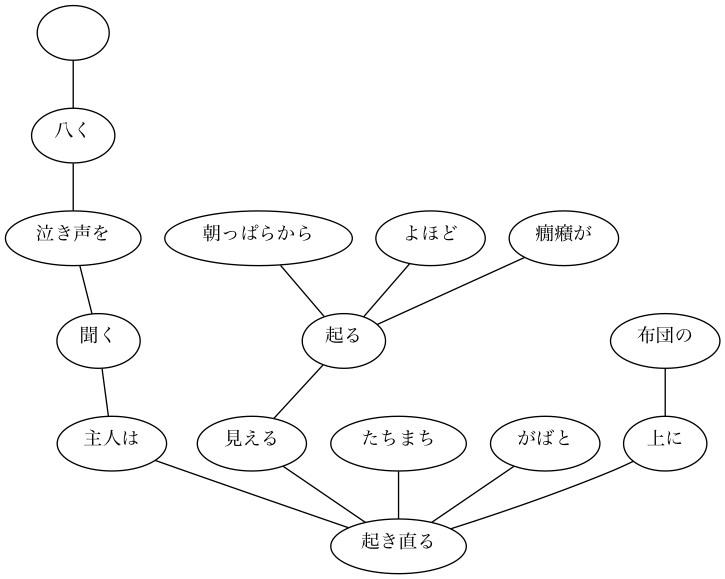 八く
泣き声を
朝っぱらから
よほど
癇癪が
聞く
起る
布団の
主人は
見える
たちまち
がばと
上に
起き直る